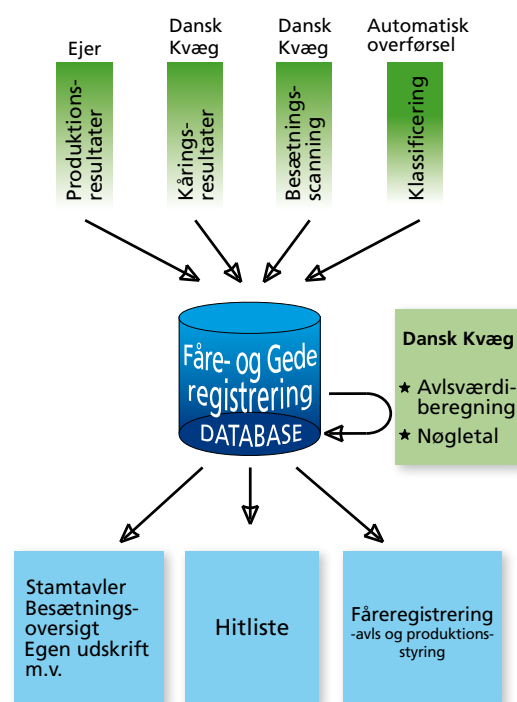 Ejer
Dansk
Kvæg
Dansk
Kvæg
Automatisk
overførsel
Produktions-
resultater
Kårings-
resultater
Besætnings-
scanning
Klassificering
Fåre- og Gede
registrering
DATABASE
Dansk Kvæg
★ Avlsværdi-
beregning
★ Nøgletal
Stamtavler
Besætnings-
oversigt
Egen udskrift
m.v.
Hitliste
Fåreregistrering
-avls og produktions-
styring